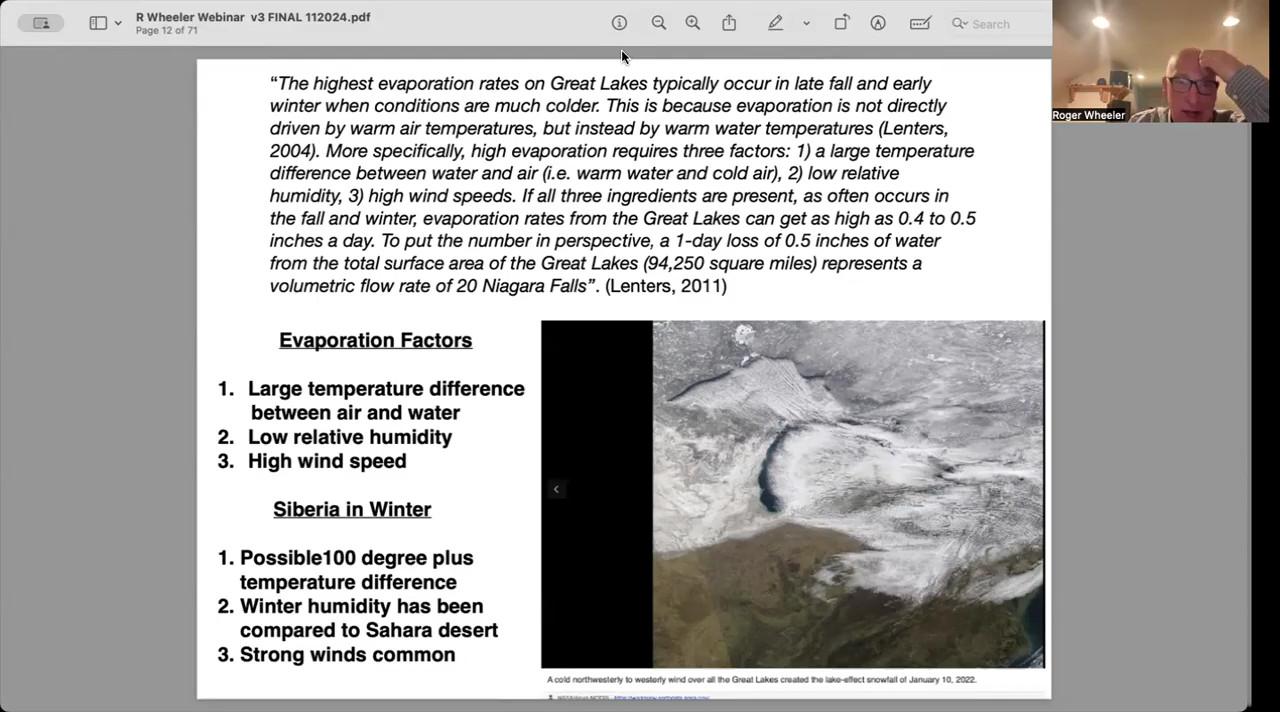 R Wheeler Webinar v3 FINAL 112024.pdf
Page 12 of 71
Search
Roger Wheeler
“The highest evaporation rates on Great Lakes typically occur in late fall and early
winter when conditions are much colder. This is because evaporation is not directly
driven by warm air temperatures, but instead by warm water temperatures (Lenters,
2004). More specifically, high evaporation requires three factors: 1) a large temperature
difference between water and air (i.e. warm water and cold air), 2) low relative
humidity, 3) high wind speeds. If all three ingredients are present, as often occurs in
the fall and winter, evaporation rates from the Great Lakes can get as high as 0.4 to 0.5
inches a day. To put the number in perspective, a 1-day loss of 0.5 inches of water
from the total surface area of the Great Lakes (94,250 square miles) represents a
volumetric flow rate of 20 Niagara Falls”. (Lenters, 2011)
Evaporation Factors
1. Large temperature difference
between air and water
2. Low relative humidity
3. High wind speed
Siberia in Winter
1. Possible100 degree plus
temperature difference
2. Winter humidity has been
compared to Sahara desert
3. Strong winds common
A cold northwesterly to westerly wind over all the Great Lakes created the lake-effect snowfall of January 10, 2022.